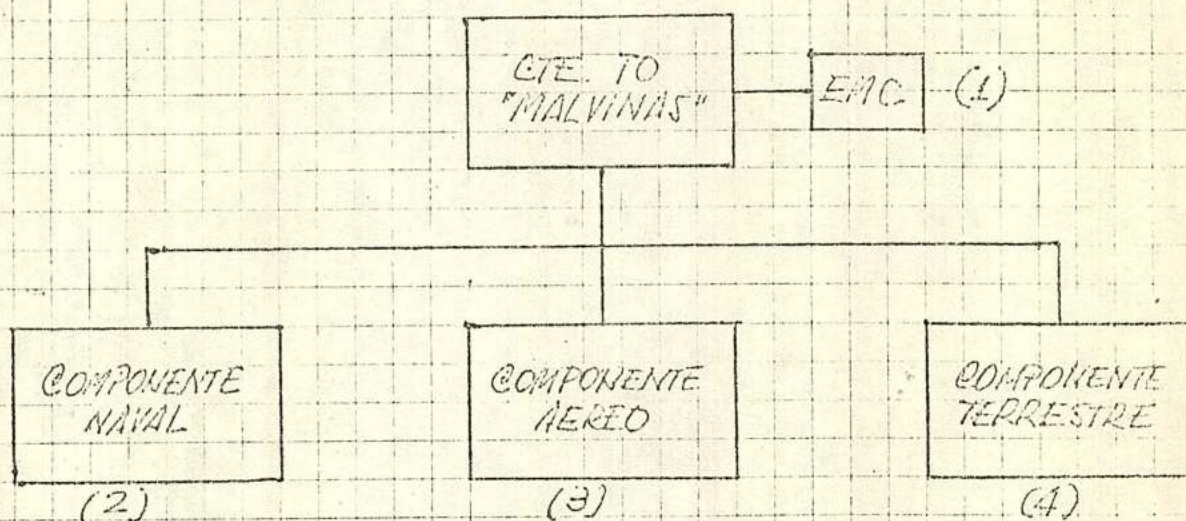 CTE. TO
"MALVINAS"
EMC.
(1)
COMPONENTE
NAVAL
(2)
COMPONENTE
AEREO
(3)
COMPONENTE
TERRESTRE
(4)